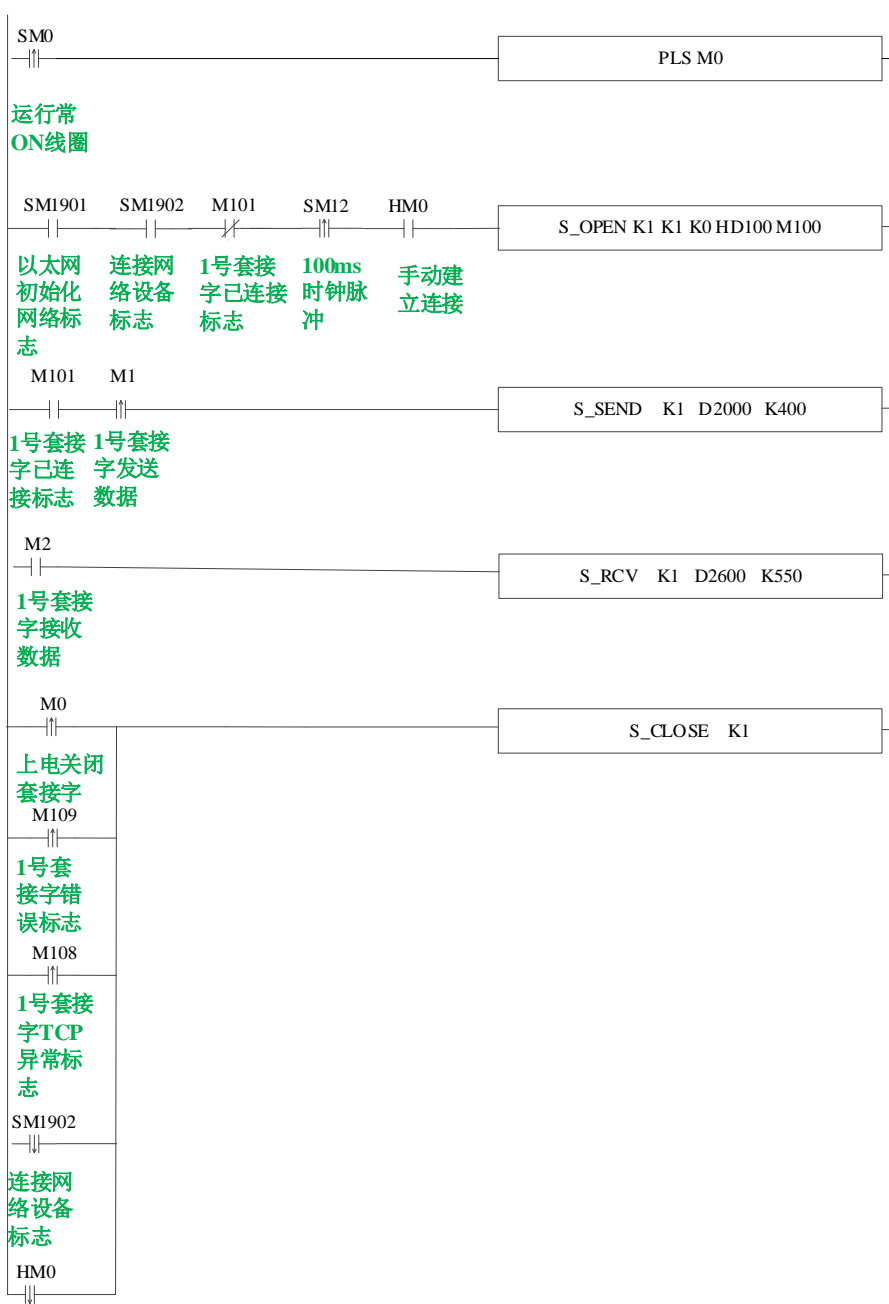 SM0
PLS M0
运行常
ON线圈
SM1901 SM1902 M101 SM12 HM0
S_OPEN K1 K1 K0 HD100 M100
以太网
初始化
网络标
志
连接网
络设备
标志
1号套接
字已连接
标志
100ms
时钟脉
冲
手动建
立连接
M101 M1
S_SEND K1 D2000 K400
1号套接
字已连
接标志
1号套接
字发送
数据
M2
S_RCV K1 D2600 K550
1号套接
字接收
数据
M0
S_CLOSE K1
上电关闭
套接字
M109
1号套
接字错
误标志
M108
1号套接
字TCP
异常标
志
SM1902
连接网
络设备
标志
HM0